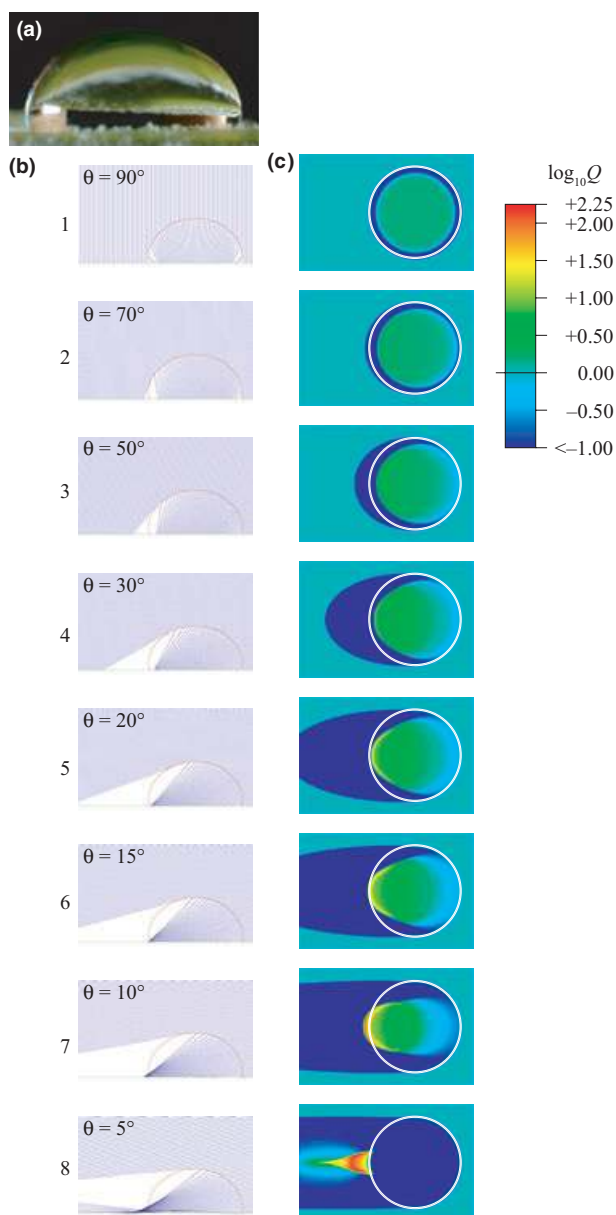 (a)
(b)
(c)
log₁₀Q
+2.25
+2.00
+1.50
+1.00
+0.50
0.00
–0.50
<–1.00
1
θ = 90°
2
θ = 70°
3
θ = 50°
4
θ = 30°
5
θ = 20°
6
θ = 15°
7
θ = 10°
8
θ = 5°